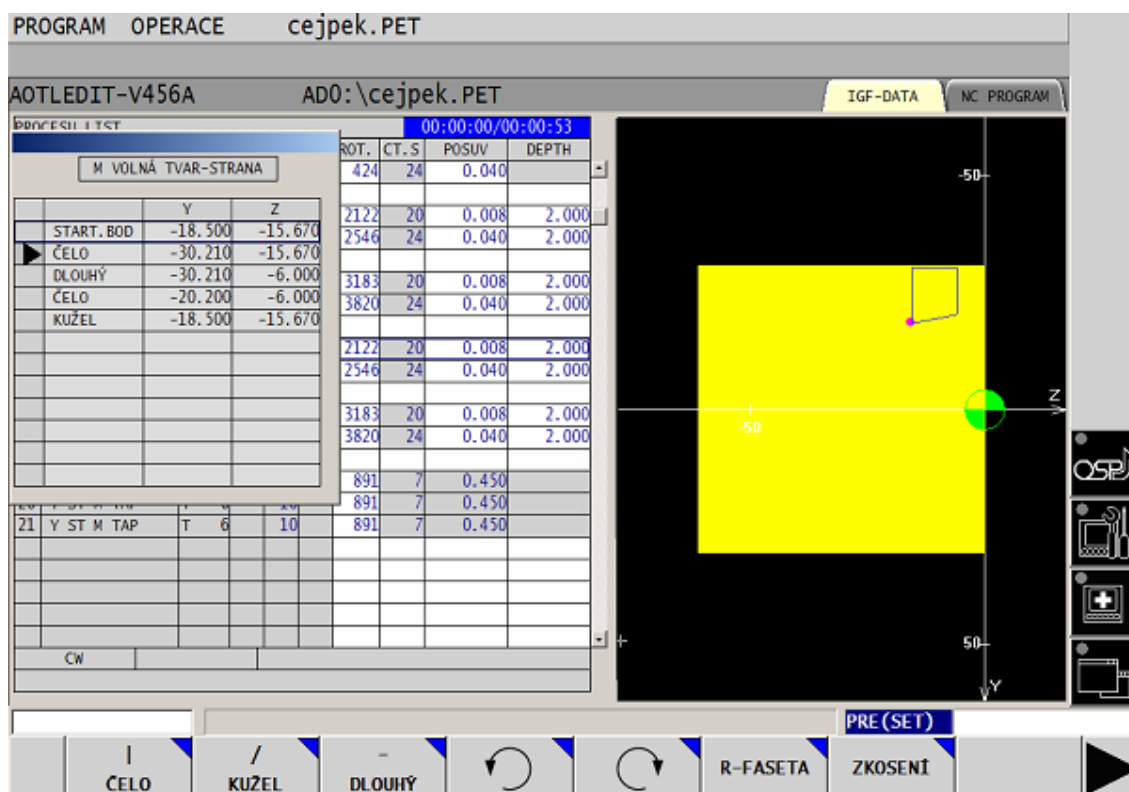 PROGRAM OPERACE cejpek.PET
AOTLEDIT-V456A AD0:\cejpek.PET IGF-DATA NC PROGRAM
PROCESU LIST 00:00:00/00:00:53
M VOLNÁ TVAR-STRANA
ROT. CT.S POSUV DEPTH
424 24 0.040
Y Z
START.BOD -18.500 -15.670
ČELO -30.210 -15.670
DLOUHÝ -30.210 -6.000
ČELO -20.200 -6.000
KUŽEL -18.500 -15.670
2122 20 0.008 2.000
2546 24 0.040 2.000
3183 20 0.008 2.000
3820 24 0.040 2.000
2122 20 0.008 2.000
2546 24 0.040 2.000
3183 20 0.008 2.000
3820 24 0.040 2.000
891 7 0.450
891 7 0.450
21 Y ST M TAP T 6 10 891 7 0.450
CW
-50
Z
-50
50
Y
OSP
PRE(SET)
| / -
ČELO KUŽEL DLOUHÝ R-FASETA ZKOSENÍ